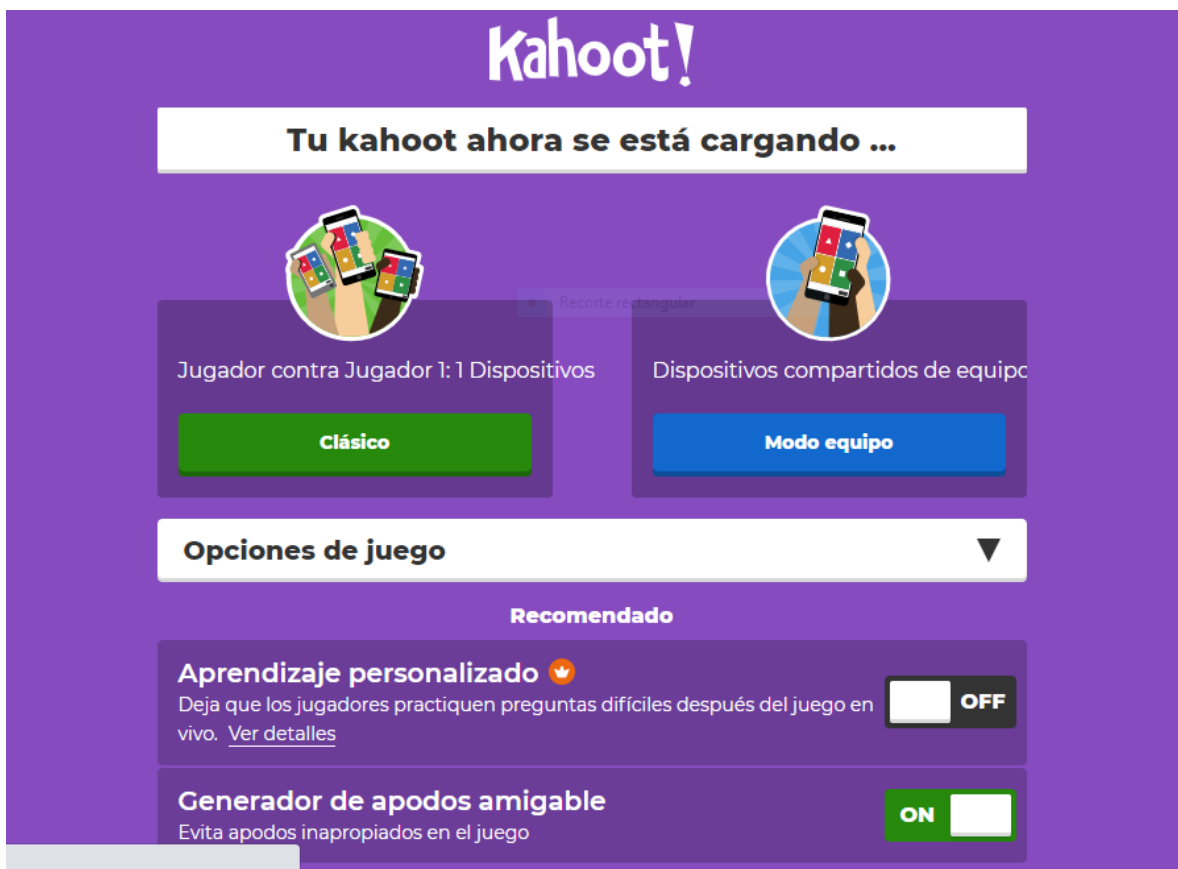 Kahoot!
Tu kahoot ahora se está cargando ...
Recorte rectangular
Jugador contra Jugador 1: 1 Dispositivos
Dispositivos compartidos de equipo
Clásico
Modo equipo
Opciones de juego
Recomendado
Aprendizaje personalizado
Deja que los jugadores practiquen preguntas difíciles después del juego en
vivo. Ver detalles
OFF
Generador de apodos amigable
Evita apodos inapropiados en el juego
ON